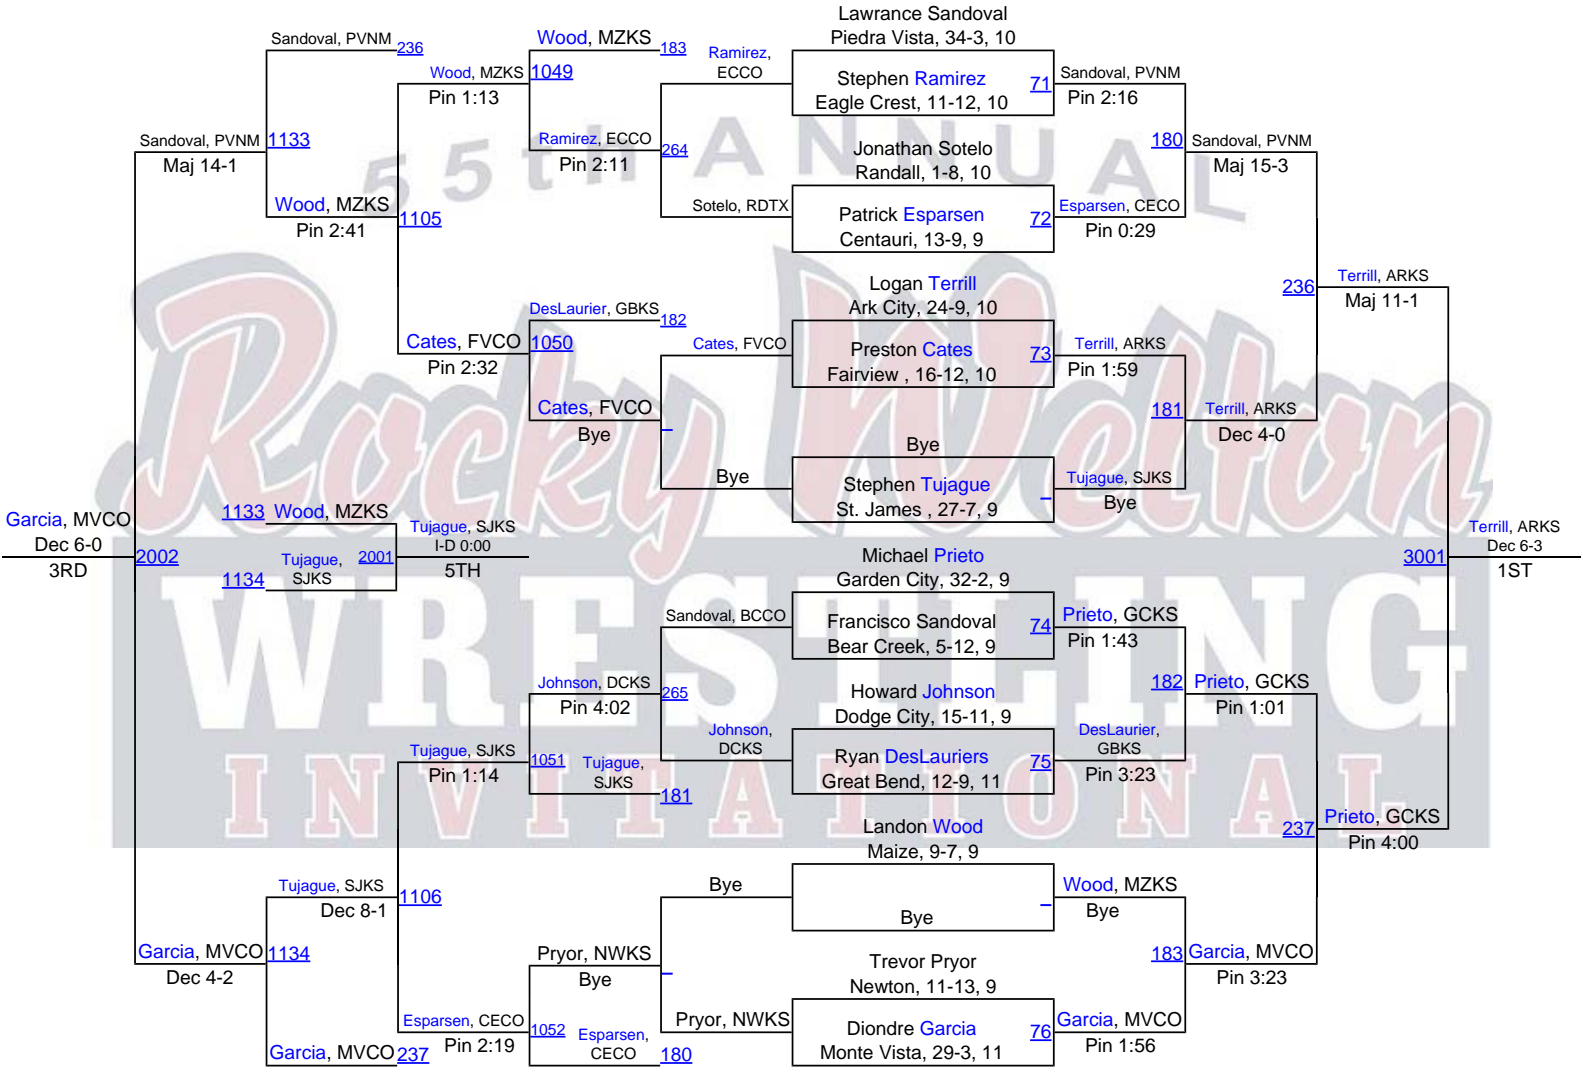 Lawrance Sandoval
Piedra Vista, 34-3, 10
Sandoval, PVNM 236
Wood, MZKS 183
Ramirez,
ECCO
Wood, MZKS 1049
Pin 1:13
Stephen Ramirez 71
Eagle Crest, 11-12, 10
Sandoval, PVNM
Pin 2:16
55th ANNUAL
Sandoval, PVNM 1133
Maj 14-1
Ramirez, ECCO 264
Pin 2:11
Jonathan Sotelo
Randall, 1-8, 10
180 Sandoval, PVNM
Maj 15-3
Wood, MZKS 1105
Pin 2:41
Sotelo, RDTX
Patrick Esparsen 72
Centauri, 13-9, 9
Esparsen, CECO
Pin 0:29
Logan Terrill
Ark City, 24-9, 10
236 Terrill, ARKS
Maj 11-1
DesLaurier, GBKS 182
Cates, FVCO 1050
Pin 2:32
Cates, FVCO
Preston Cates 73
Fairview , 16-12, 10
Terrill, ARKS
Pin 1:59
Cates, FVCO
Bye
181 Terrill, ARKS
Dec 4-0
Bye
Bye
Stephen Tujague
St. James , 27-7, 9
Tujague, SJKS
Bye
Rocky Welton
Garcia, MVCO
Dec 6-0
3RD
2002
1133 Wood, MZKS
1134 Tujague,
SJKS
2001
Tujague, SJKS
I-D 0:00
5TH
Michael Prieto
Garden City, 32-2, 9
3001
Terrill, ARKS
Dec 6-3
1ST
WRESTLING
Sandoval, BCCO
Francisco Sandoval 74
Bear Creek, 5-12, 9
Prieto, GCKS
Pin 1:43
Johnson, DCKS 265
Pin 4:02
Howard Johnson
Dodge City, 15-11, 9
182 Prieto, GCKS
Pin 1:01
Johnson,
DCKS
Tujague, SJKS 1051
Pin 1:14
Tujague,
SJKS
181
Ryan DesLauriers 75
Great Bend, 12-9, 11
DesLaurier,
GBKS
Pin 3:23
INVITATIONAL
Landon Wood
Maize, 9-7, 9
237 Prieto, GCKS
Pin 4:00
Tujague, SJKS 1106
Dec 8-1
Bye
Bye
Wood, MZKS
Bye
Garcia, MVCO 1134
Dec 4-2
Pryor, NWKS
Bye
Trevor Pryor
Newton, 11-13, 9
183 Garcia, MVCO
Pin 3:23
Esparsen, CECO 1052
Pin 2:19
Esparsen,
CECO
180
Pryor, NWKS
Diondre Garcia 76
Monte Vista, 29-3, 11
Garcia, MVCO
Pin 1:56
Garcia, MVCO 237